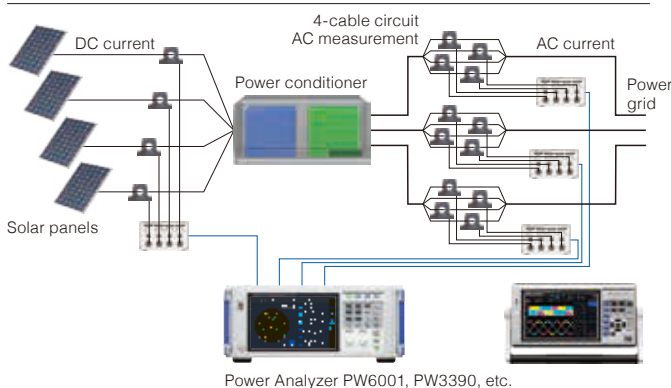 4-cable circuit
AC measurement
DC current
AC current
Power conditioner
Power
grid
Solar panels
Power Analyzer PW6001, PW3390, etc.